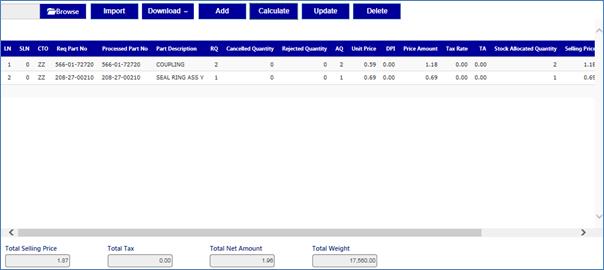 Browse Import Download Add Calculate Update Delete
LN SLN CTO Req Part No Processed Part No Part Description RQ Cancelled Quantity Rejected Quantity AQ Unit Price DPI Price Amount Tax Rate TA Stock Allocated Quantity Selling Price
1 0 ZZ 566-01-72720 566-01-72720 COUPLING 2 0 0 2 0.59 0.00 1.18 0.00 0.00 2 1.18
2 0 ZZ 208-27-00210 208-27-00210 SEAL RING ASS Y 1 0 0 1 0.69 0.00 0.69 0.00 0.00 1 0.69
Total Selling Price Total Tax Total Net Amount Total Weight
1.87 0.00 1.96 17,560.00